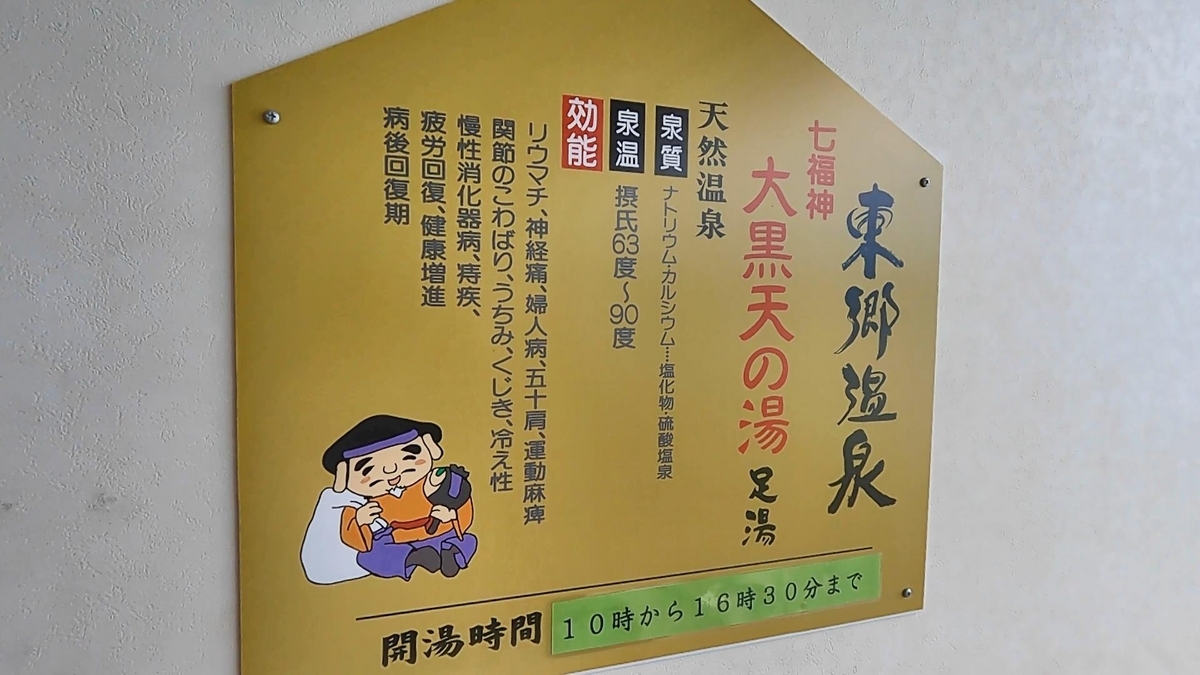 東郷温泉
七福神
大黒天の湯 足湯
天然温泉
泉質 ナトリウム・カルシウム…塩化物・硫酸塩泉
泉温 摂氏63度〜90度
効能
リウマチ、神経痛、婦人病、五十肩、運動麻痺
関節のこわばり、うちみ、くじき、冷え性
慢性消化器病、痔疾、
疲労回復、健康増進
病後回復期
開湯時間 10時から16時30分まで